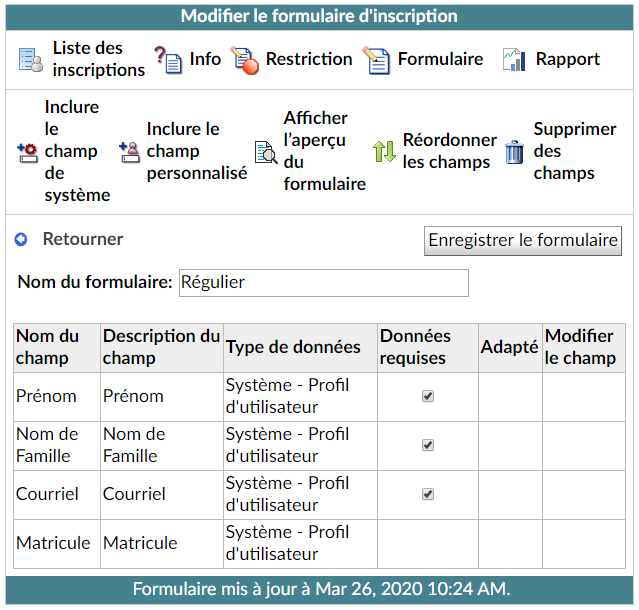 Modifier le formulaire d'inscription
Liste des
inscriptions
Info
Restriction
Formulaire
Rapport
Inclure
le
champ
de
système
Inclure le
champ
personnalisé
Afficher
l’aperçu
du
formulaire
Réordonner
les champs
Supprimer
des
champs
Retourner
Enregistrer le formulaire
Nom du formulaire: Régulier
Nom du
champ
Description du
champ
Type de données
Données
requises
Adapté
Modifier
le champ
Prénom
Prénom
Système - Profil
d'utilisateur
Nom de
Famille
Nom de
Famille
Système - Profil
d'utilisateur
Courriel
Courriel
Système - Profil
d'utilisateur
Matricule
Matricule
Système - Profil
d'utilisateur
Formulaire mis à jour à Mar 26, 2020 10:24 AM.